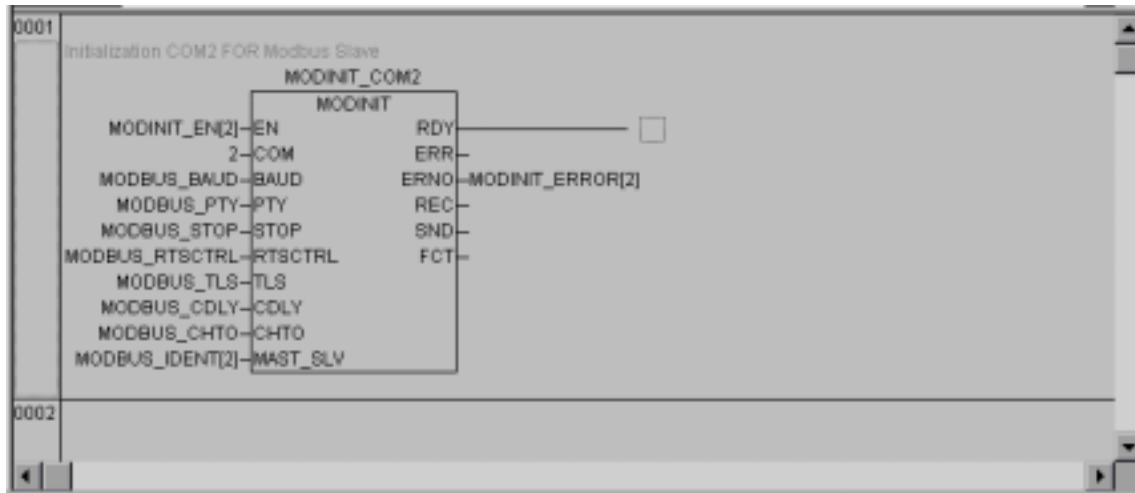 0001
Initialization COM2 FOR Modbus Slave
MODINIT_COM2
MODINIT
MODINIT_EN[2] EN RDY
2 COM ERR
MODBUS_BAUD BAUD ERNO MODINIT_ERROR[2]
MODBUS_PTY PTY REC
MODBUS_STOP STOP SND
MODBUS_RTSCTRL RTSCTRL FCT
MODBUS_TLS TLS
MODBUS_CDLY CDLY
MODBUS_CHTO CHTO
MODBUS_IDENT[2] MAST_SLV
0002